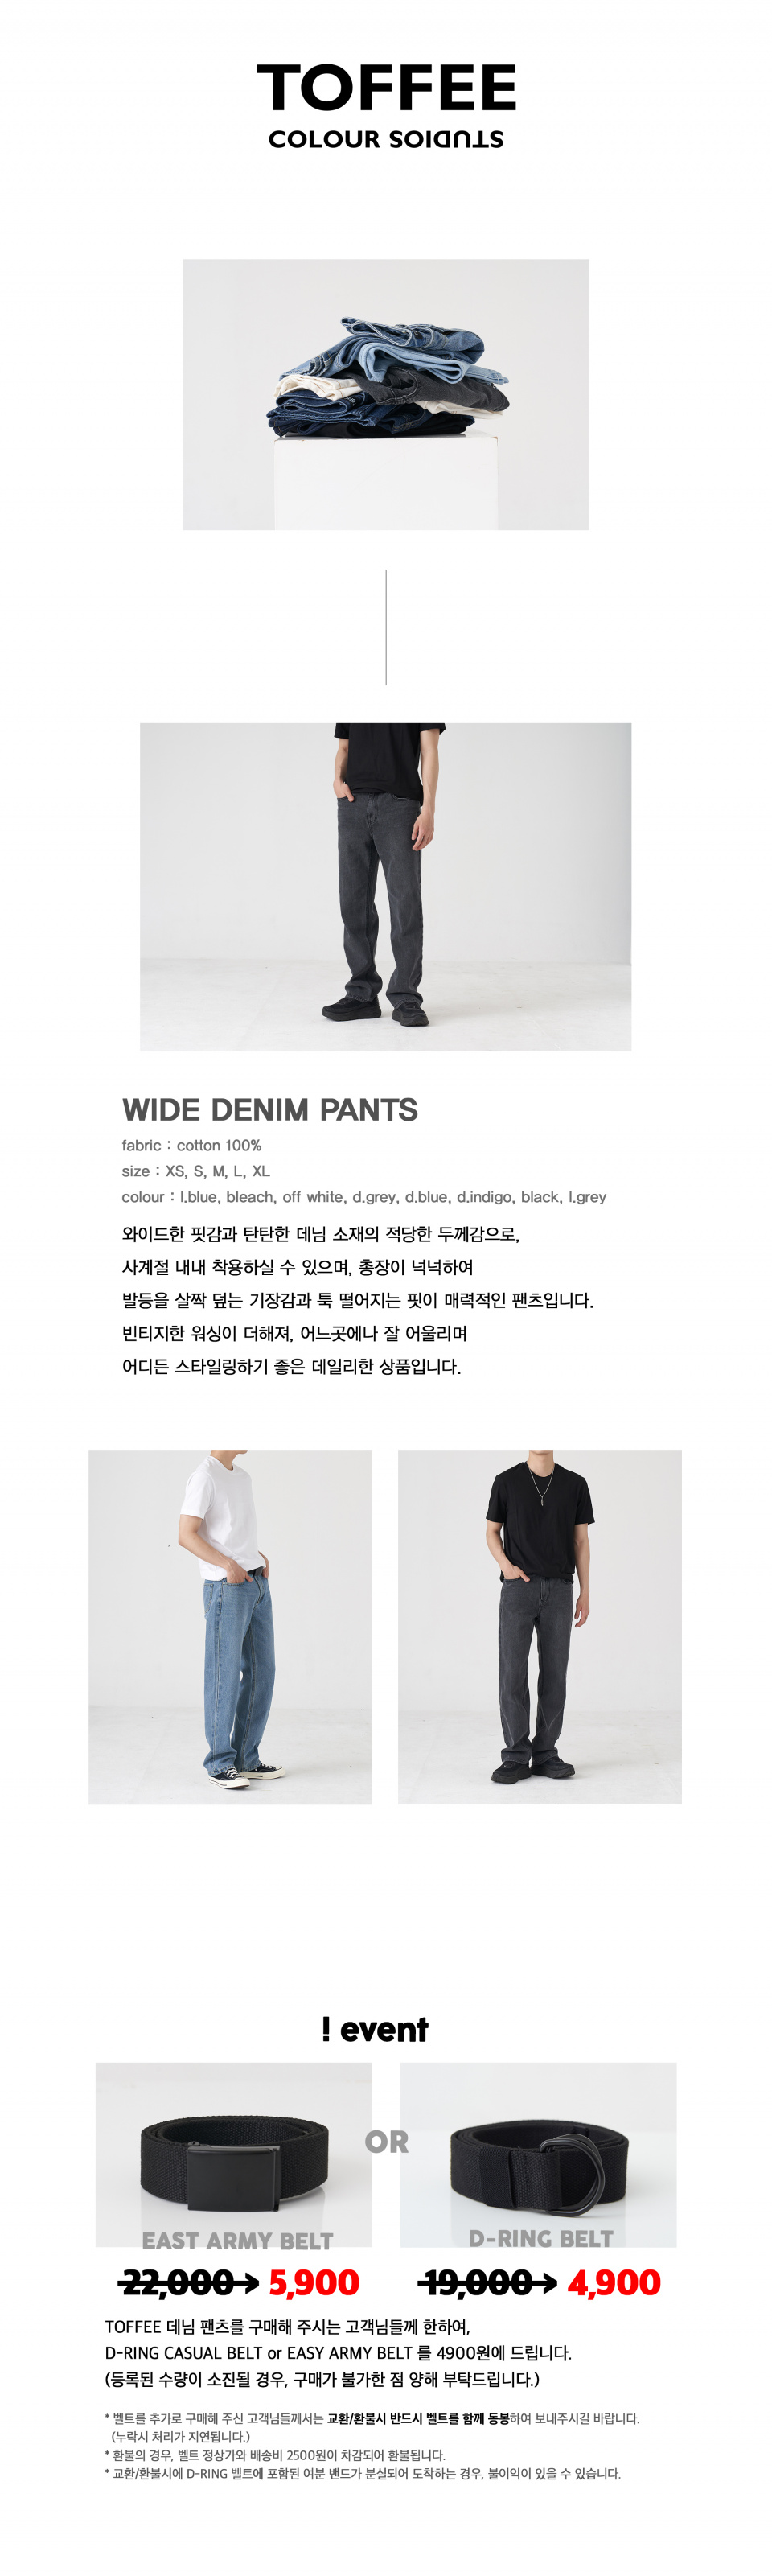 TOFFEE
COLOUR STUDIOS
WIDE DENIM PANTS
fabric : cotton 100%
size : XS, S, M, L, XL
colour : l.blue, bleach, off white, d.grey, d.blue, d.indigo, black, l.grey
와이드한 핏감과 탄탄한 데님 소재의 적당한 두께감으로,
사계절 내내 착용하실 수 있으며, 총장이 넉넉하여
발등을 살짝 덮는 기장감과 툭 떨어지는 핏이 매력적인 팬츠입니다.
빈티지한 워싱이 더해져, 어느곳에나 잘 어울리며
어디든 스타일링하기 좋은 데일리한 상품입니다.
! event
OR
EAST ARMY BELT
D-RING BELT
22,000→ 5,900
19,000→ 4,900
TOFFEE 데님 팬츠를 구매해 주시는 고객님들께 한하여,
D-RING CASUAL BELT or EASY ARMY BELT 를 4900원에 드립니다.
(등록된 수량이 소진될 경우, 구매가 불가한 점 양해 부탁드립니다.)
* 벨트를 추가로 구매해 주신 고객님들께서는 교환/환불시 반드시 벨트를 함께 동봉하여 보내주시길 바랍니다.
(누락시 처리가 지연됩니다.)
* 환불의 경우, 벨트 정상가와 배송비 2500원이 차감되어 환불됩니다.
* 교환/환불시에 D-RING 벨트에 포함된 여분 밴드가 분실되어 도착하는 경우, 불이익이 있을 수 있습니다.